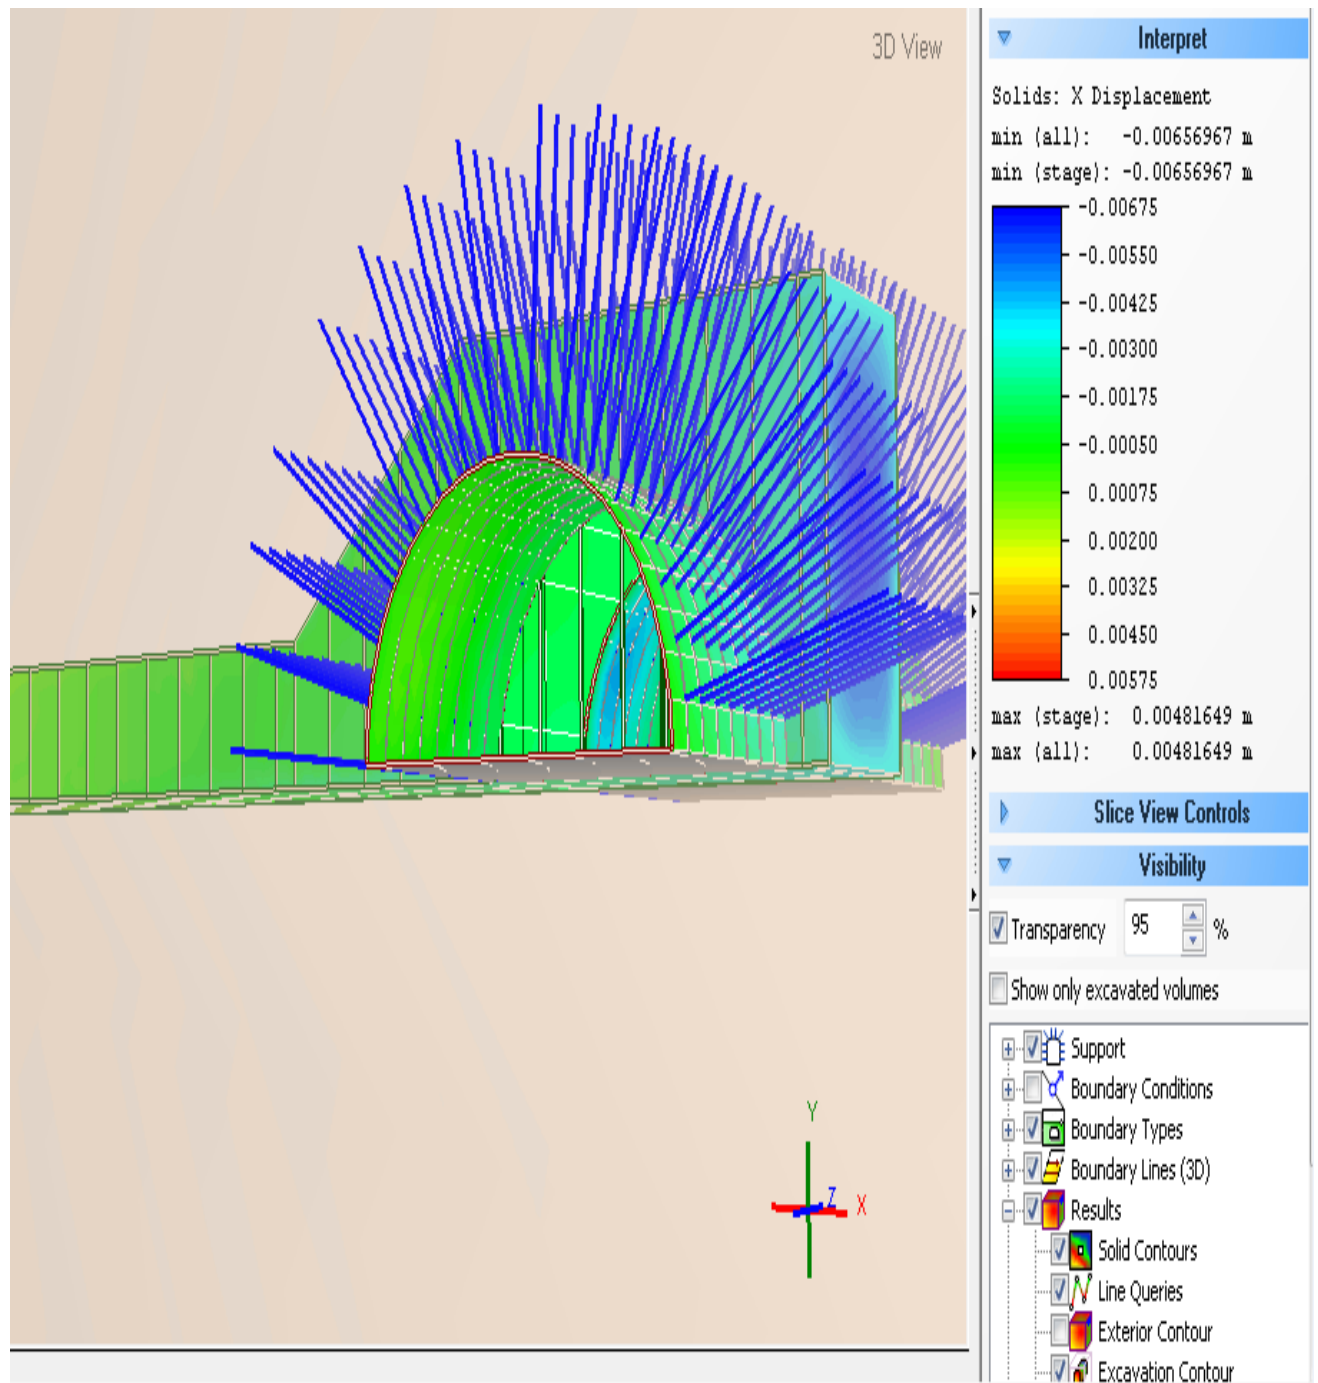 3D View
Interpret
Solids: X Displacement
min (all): -0.00656967 m
min (stage): -0.00656967 m
-0.00675
-0.00550
-0.00425
-0.00300
-0.00175
-0.00050
0.00075
0.00200
0.00325
0.00450
0.00575
max (stage): 0.00481649 m
max (all): 0.00481649 m
Slice View Controls
Visibility
Transparency 95 %
Show only excavated volumes
Support
Boundary Conditions
Boundary Types
Boundary Lines (3D)
Results
Solid Contours
Line Queries
Exterior Contour
Excavation Contour
Y
Z
X